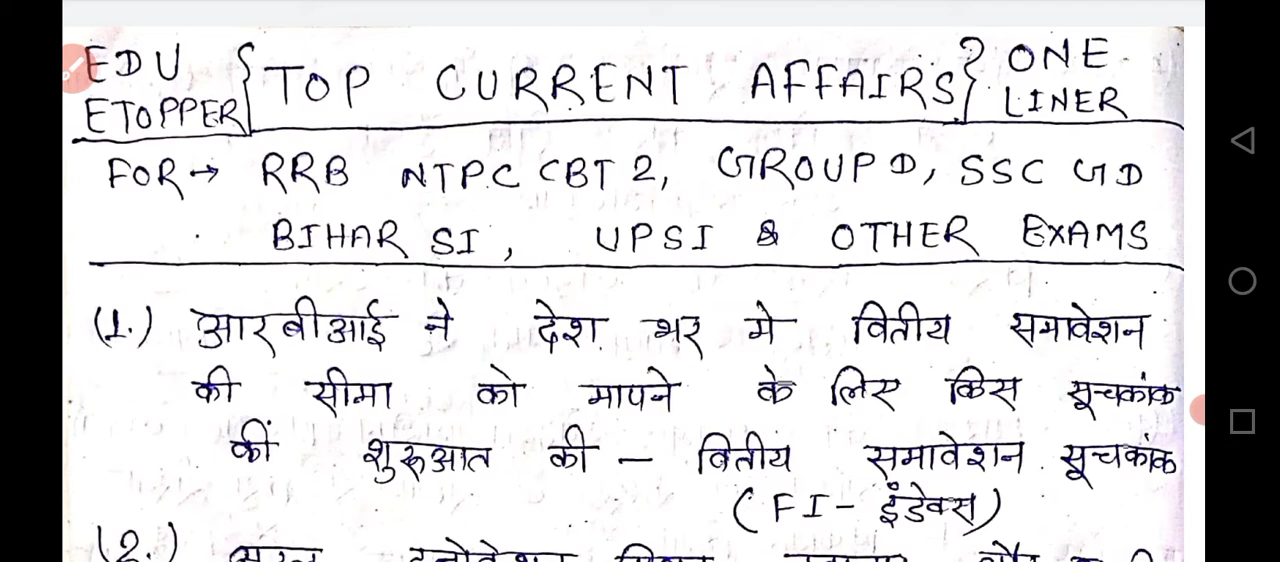 EDU ETOPPER { TOP CURRENT AFFAIRS } ONE LINER
FOR → RRB NTPC CBT 2, GROUP D, SSC GD
BIHAR SI, UPSI & OTHER EXAMS
(1.) आरबीआई ने देश भर मे वितीय समावेशन
की सीमा को मापने के लिए किस सूचकांक
कीं शुरूआत की - वितीय समावेशन सूचकांक
(FI - इंडेक्स)
(2.)